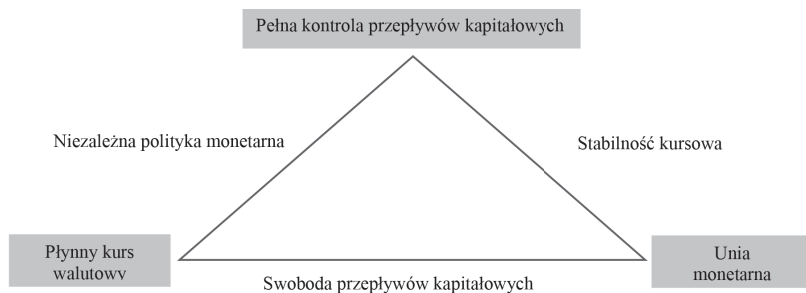 Pełna kontrola przepływów kapitałowych
Niezależna polityka monetarna
Stabilność kursowa
Płynny kurs
walutowy
Unia
monetarna
Swoboda przepływów kapitałowych